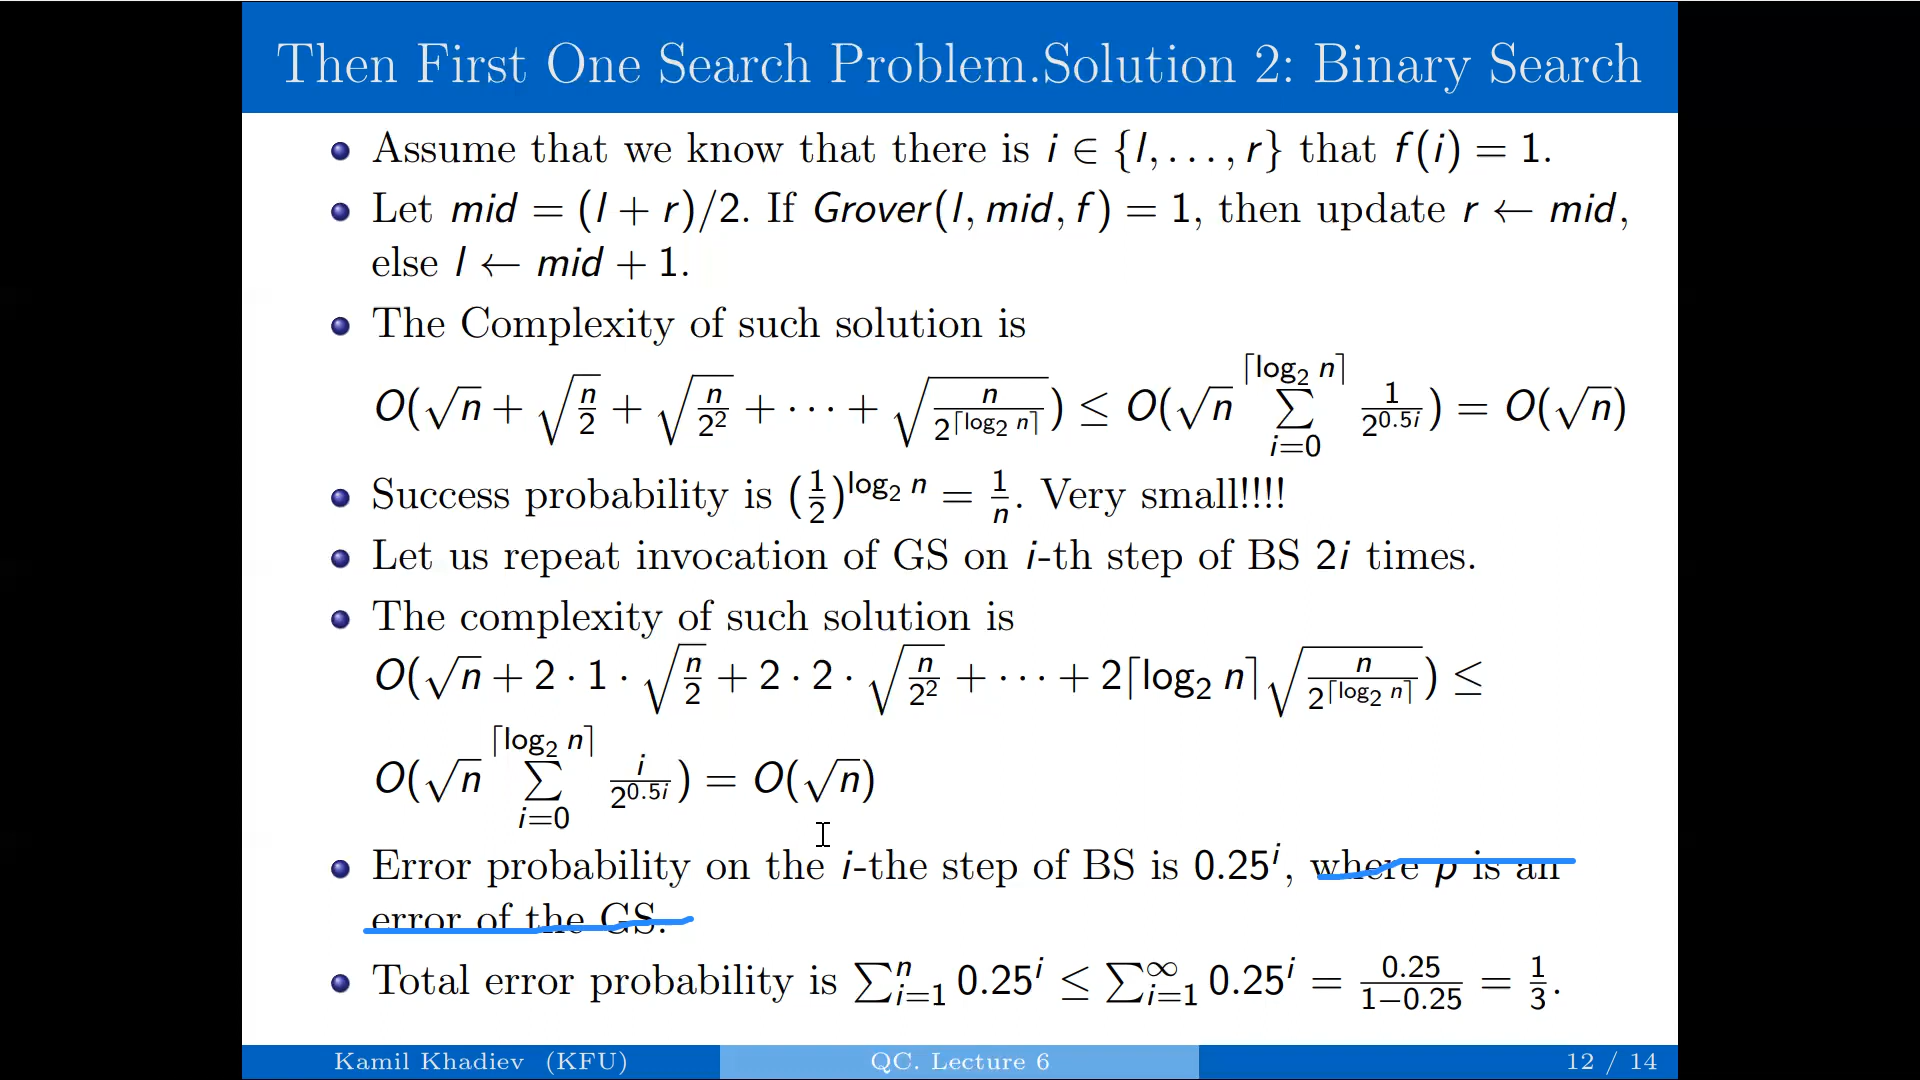 Then First One Search Problem.Solution 2: Binary Search
Assume that we know that there is i ∈ {l, . . . , r} that f(i) = 1.
Let mid = (l + r)/2. If Grover(l, mid, f) = 1, then update r ← mid,
else l ← mid + 1.
The Complexity of such solution is
O(√n + √(n/2) + √(n/2²) + · · · + √(n/2^⌈log₂ n⌉)) ≤ O(√n ∑_{i=0}^{⌈log₂ n⌉} 1/2^{0.5i}) = O(√n)
Success probability is (1/2)^{log₂ n} = 1/n. Very small!!!!
Let us repeat invocation of GS on i-th step of BS 2i times.
The complexity of such solution is
O(√n + 2 · 1 · √(n/2) + 2 · 2 · √(n/2²) + · · · + 2⌈log₂ n⌉√(n/2^⌈log₂ n⌉)) ≤
O(√n ∑_{i=0}^{⌈log₂ n⌉} i/2^{0.5i}) = O(√n)
Error probability on the i-the step of BS is 0.25^i, where p is an
error of the GS.
Total error probability is ∑_{i=1}^{n} 0.25^i ≤ ∑_{i=1}^{∞} 0.25^i = 0.25/(1−0.25) = 1/3.
Kamil Khadiev (KFU) QC. Lecture 6 12 / 14